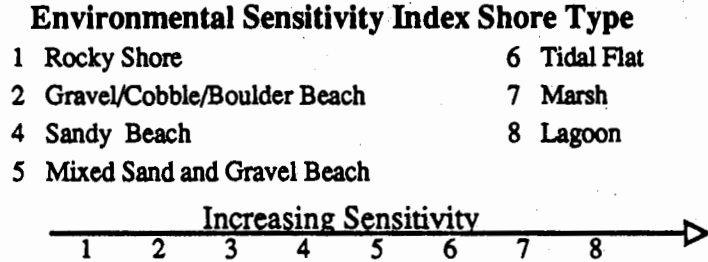 Environmental Sensitivity Index Shore Type
1 Rocky Shore
2 Gravel/Cobble/Boulder Beach
4 Sandy Beach
5 Mixed Sand and Gravel Beach
6 Tidal Flat
7 Marsh
8 Lagoon
Increasing Sensitivity
1 2 3 4 5 6 7 8